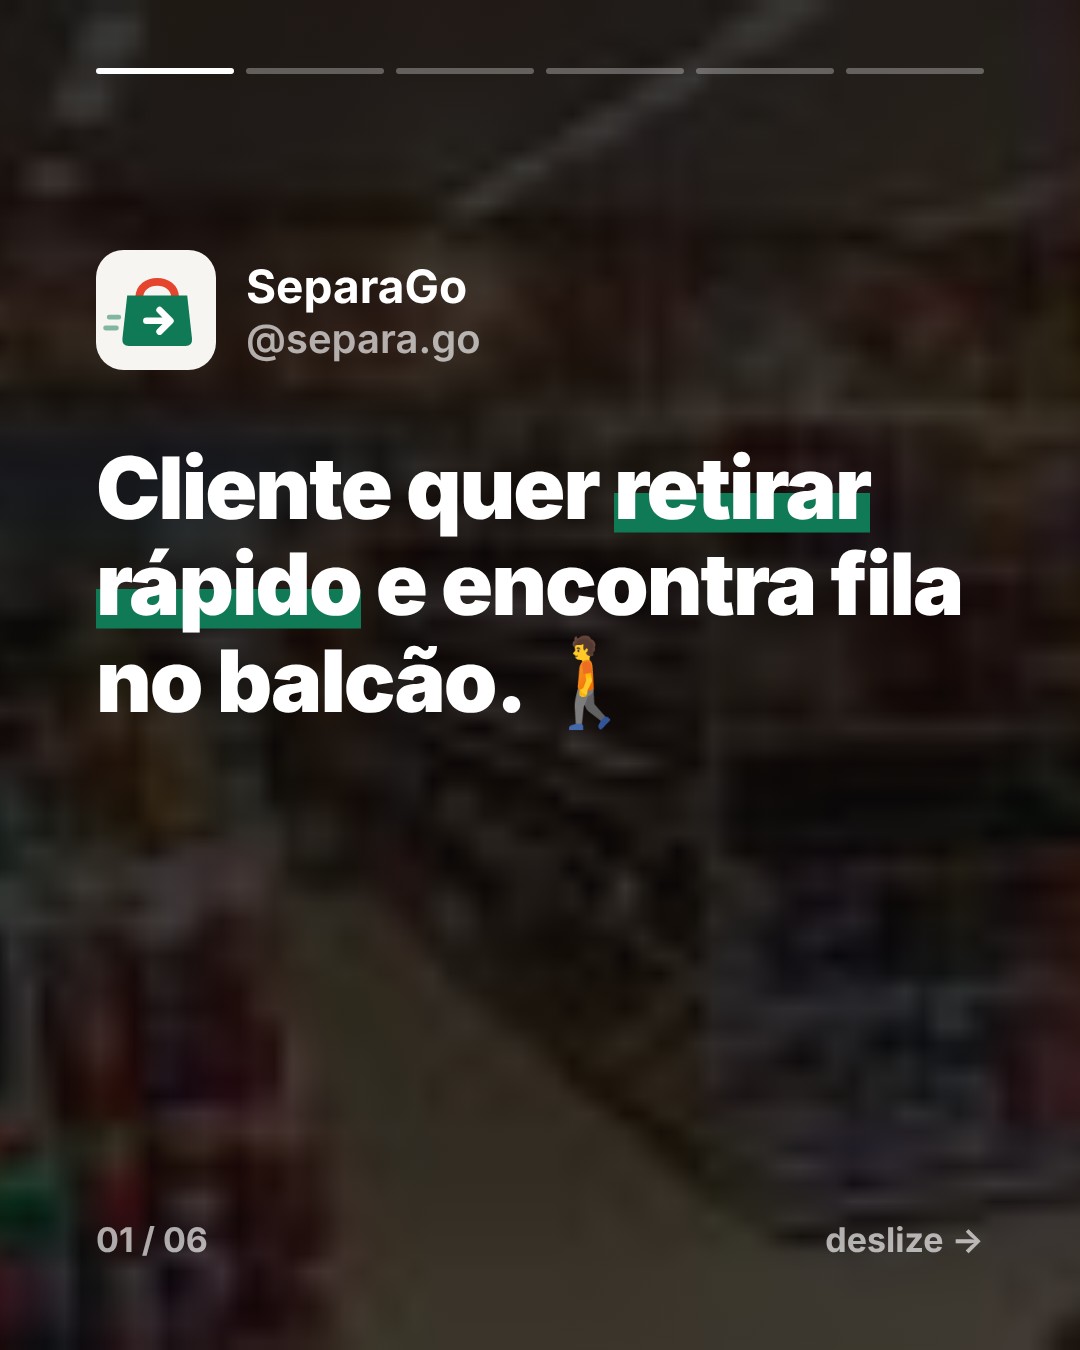 SeparaGo
@separa.go
Cliente quer retirar
rápido e encontra fila
no balcão. 🚶
01 / 06
deslize →